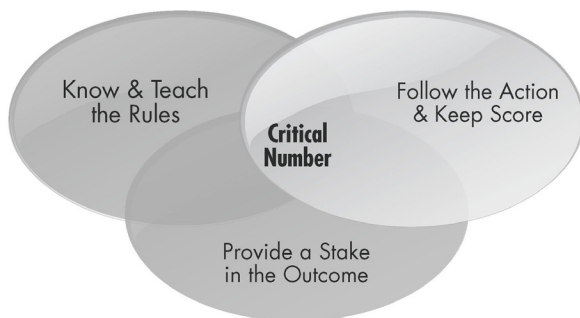 Know & Teach
the Rules
Follow the Action
& Keep Score
Critical
Number
Provide a Stake
in the Outcome